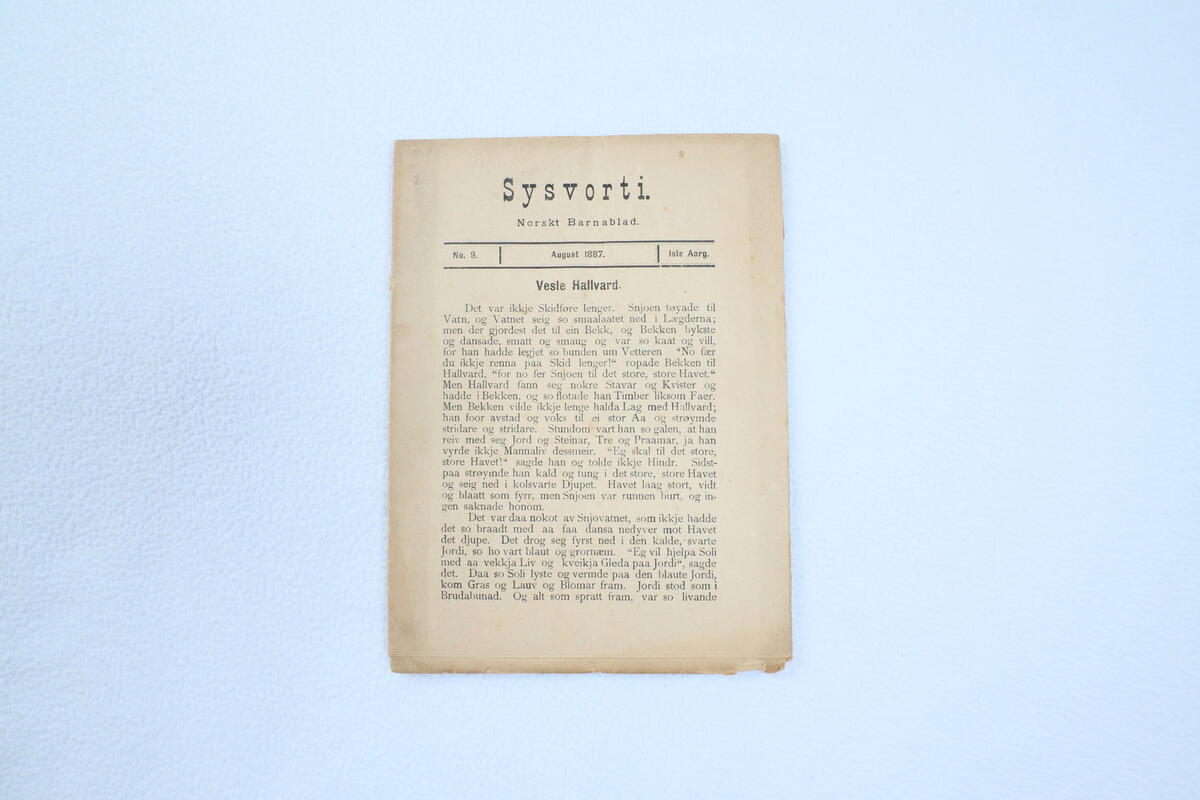 Sysvorti.
Norskt Barnablad.
No. 9. August 1887. 1ste Aarg.
Vesle Hallvard.
Det var ikkje Skidføre lenger. Snjoen tøyade til
Vatn, og Vatnet seig so smaalaatet ned i Lægderna;
men der gjordest det til ein Bekk, og Bekken bykste
og dansade, smatt og smaug og var so kaat og vill,
for han hadde legjet so bunden um Vetteren “No fær
du ikkje renna paa Skid lenger!“ ropade Bekken til
Hallvard, “for no fer Snjoen til det store, store Havet.“
Men Hallvard fann seg nokre Stavar og Kvister og
hadde i Bekken, og so flotade han Timber liksom Faer.
Men Bekken vilde ikkje lenge halda Lag med Hallvard;
han foor avstad og voks til ei stor Aa og strøymde
stridare og stridare. Stundom vart han so galen, at han
reiv med seg Jord og Steinar, Tre og Praamar, ja han
vyrde ikkje Mannaliv dessmeir. “Eg skal til det store,
store Havet!“ sagde han og tolde ikkje Hindr. Sidst-
paa strøymde han kald og tung i det store, store Havet
og seig ned i kolsvarte Djupet. Havet laag stort, vidt
og blaatt som fyrr, men Snjoen var runnen burt, og in-
gen saknade honom.
Det var daa nokot av Snjovatnet, som ikkje hadde
det so braadt med aa faa dansa nedyver mot Havet
det djupe. Det drog seg fyrst ned i den kalde, svarte
Jordi, so ho vart blaut og grornæm. “Eg vil hjelpa Soli
med aa vekkja Liv og kveikja Gleda paa Jordi“, sagde
det. Daa so Soli lyste og vermde paa den blaute Jordi,
kom Gras og Lauv og Blomar fram. Jordi stod som i
Brudabunad. Og alt som spratt fram, var so livande